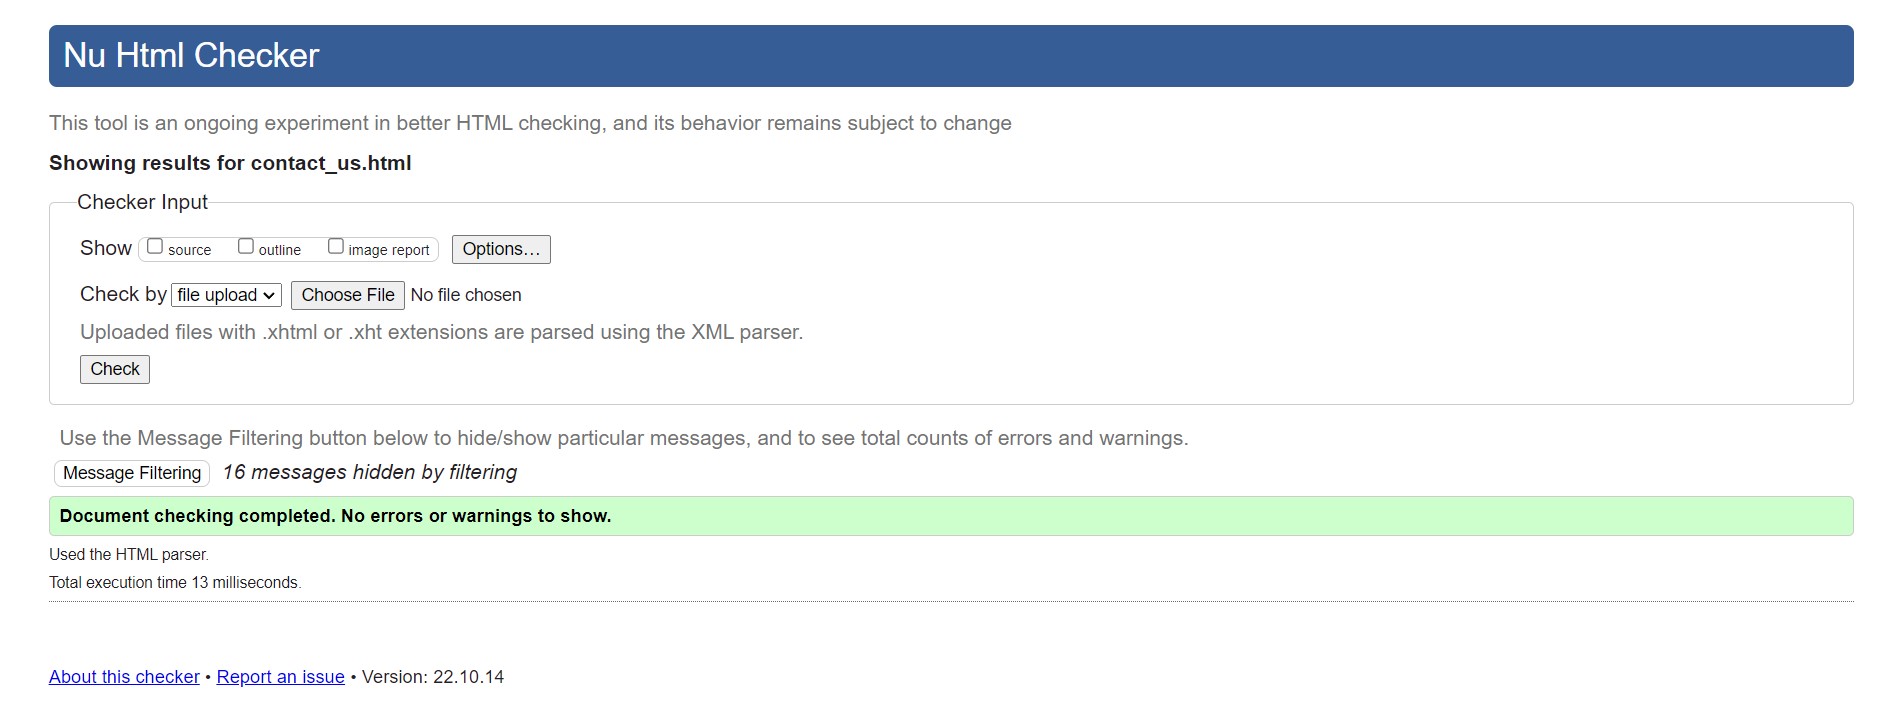 Nu Html Checker
This tool is an ongoing experiment in better HTML checking, and its behavior remains subject to change
Showing results for contact_us.html
Checker Input
Show source outline image report Options...
Check by file upload Choose File No file chosen
Uploaded files with .xhtml or .xht extensions are parsed using the XML parser.
Check
Use the Message Filtering button below to hide/show particular messages, and to see total counts of errors and warnings.
Message Filtering 16 messages hidden by filtering
Document checking completed. No errors or warnings to show.
Used the HTML parser.
Total execution time 13 milliseconds.
About this checker • Report an issue • Version: 22.10.14